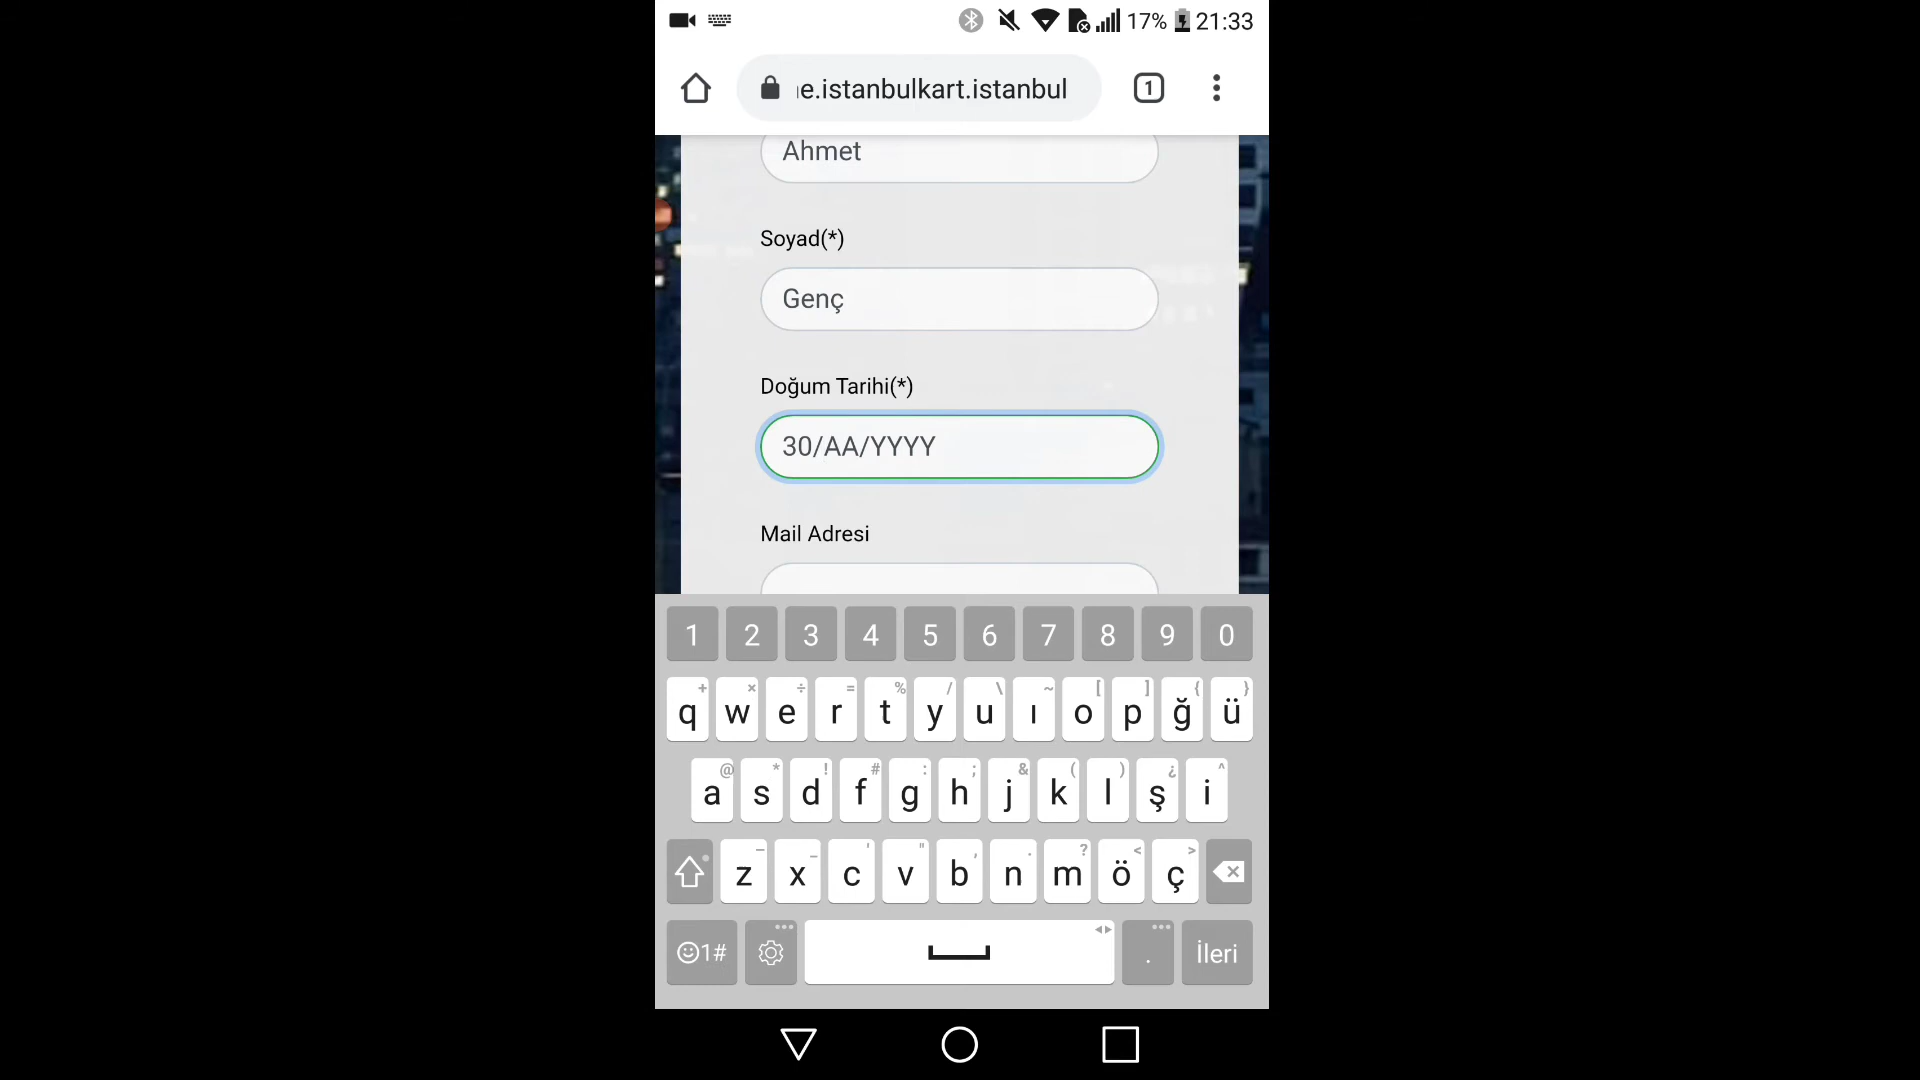 17% 21:33
e.istanbulkart.istanbul 1
Ahmet
Soyad(*)
Genç
Doğum Tarihi(*)
30/AA/YYYY
Mail Adresi
1 2 3 4 5 6 7 8 9 0
+ × ÷ = % / \ ~ [ ] { }
q w e r t y u ı o p ğ ü
@ * ! # : ; & ( ) ¿ ^
a s d f g h j k l ş i
– _ ' " , . ? < >
z x c v b n m ö ç
1# . İleri